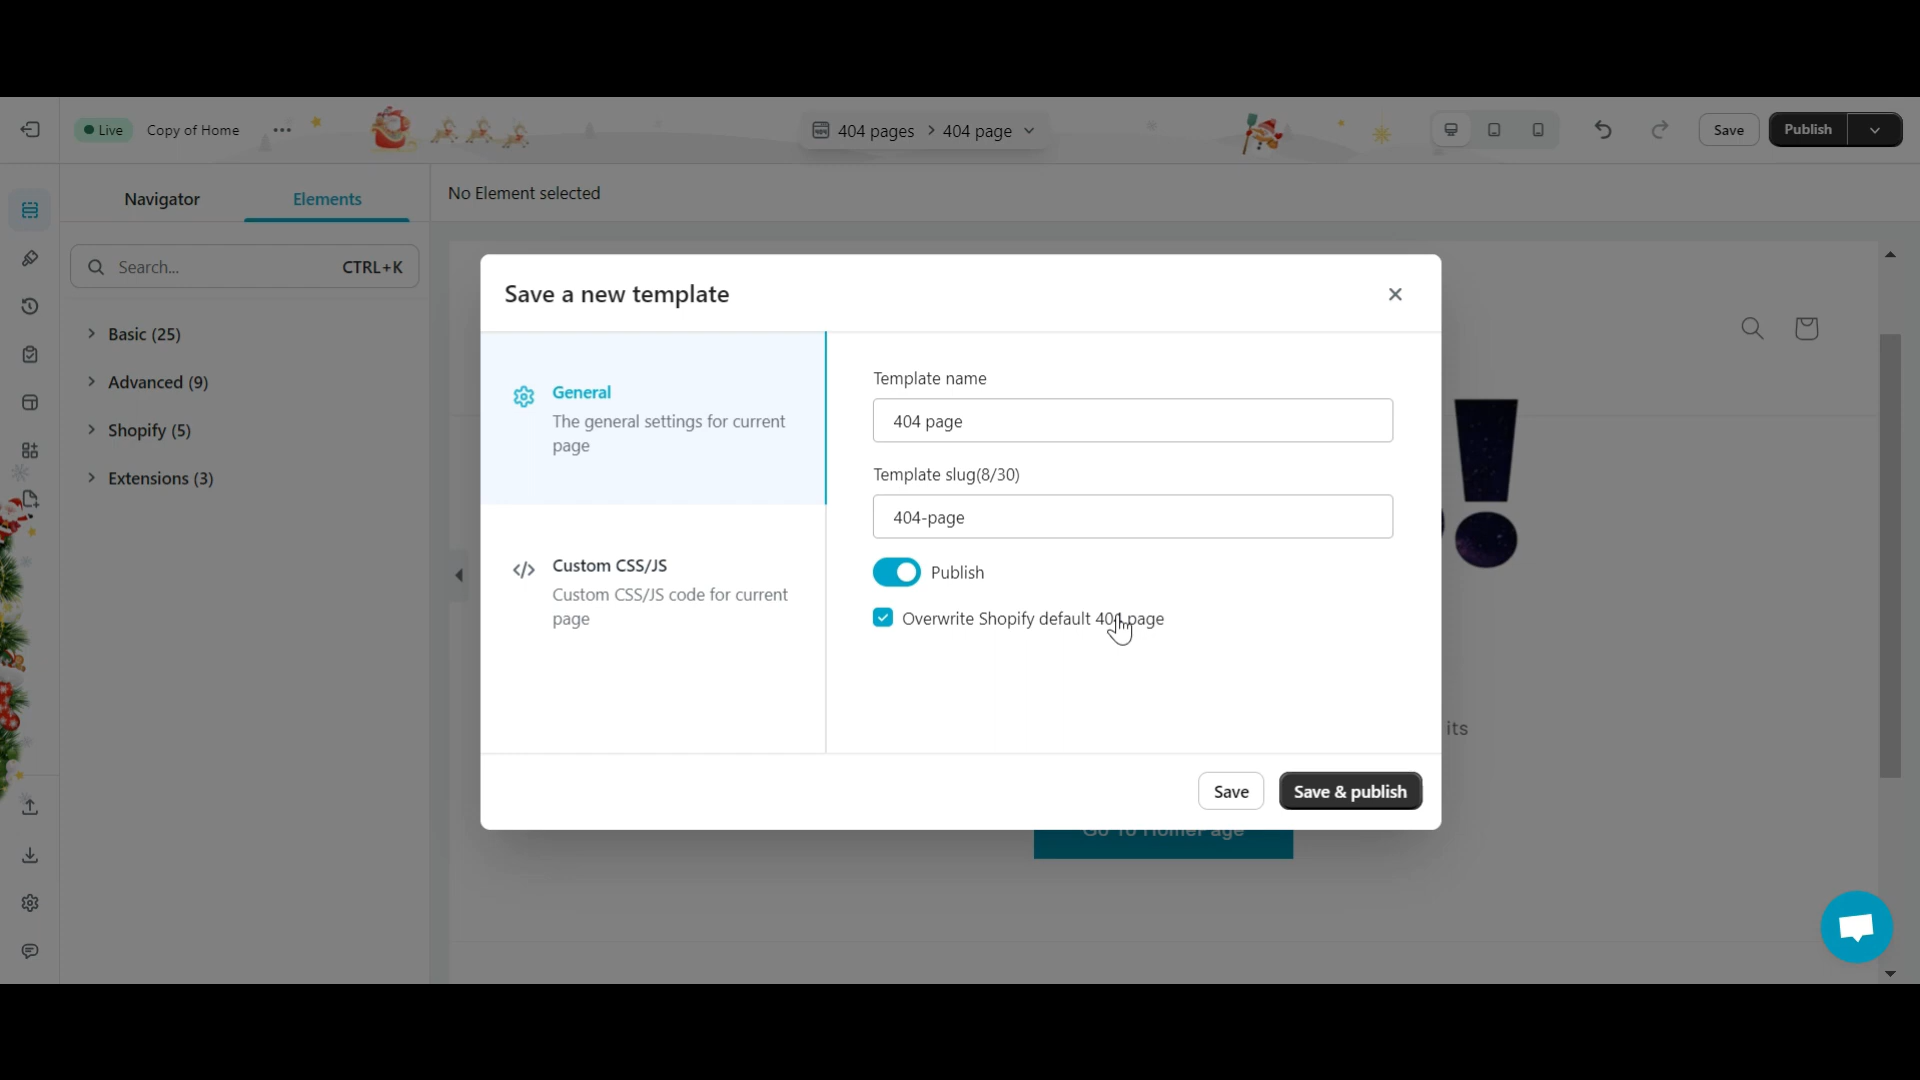 Live Copy of Home
404 pages > 404 page
Save
Publish
Navigator
Elements
No Element selected
Search...
CTRL+K
Basic (25)
Advanced (9)
Shopify (5)
Extensions (3)
Save a new template
General
The general settings for current
page
Custom CSS/JS
Custom CSS/JS code for current
page
Template name
404 page
Template slug(8/30)
404-page
Publish
Overwrite Shopify default 404 page
Save
Save & publish
!
its
Go To HomePage